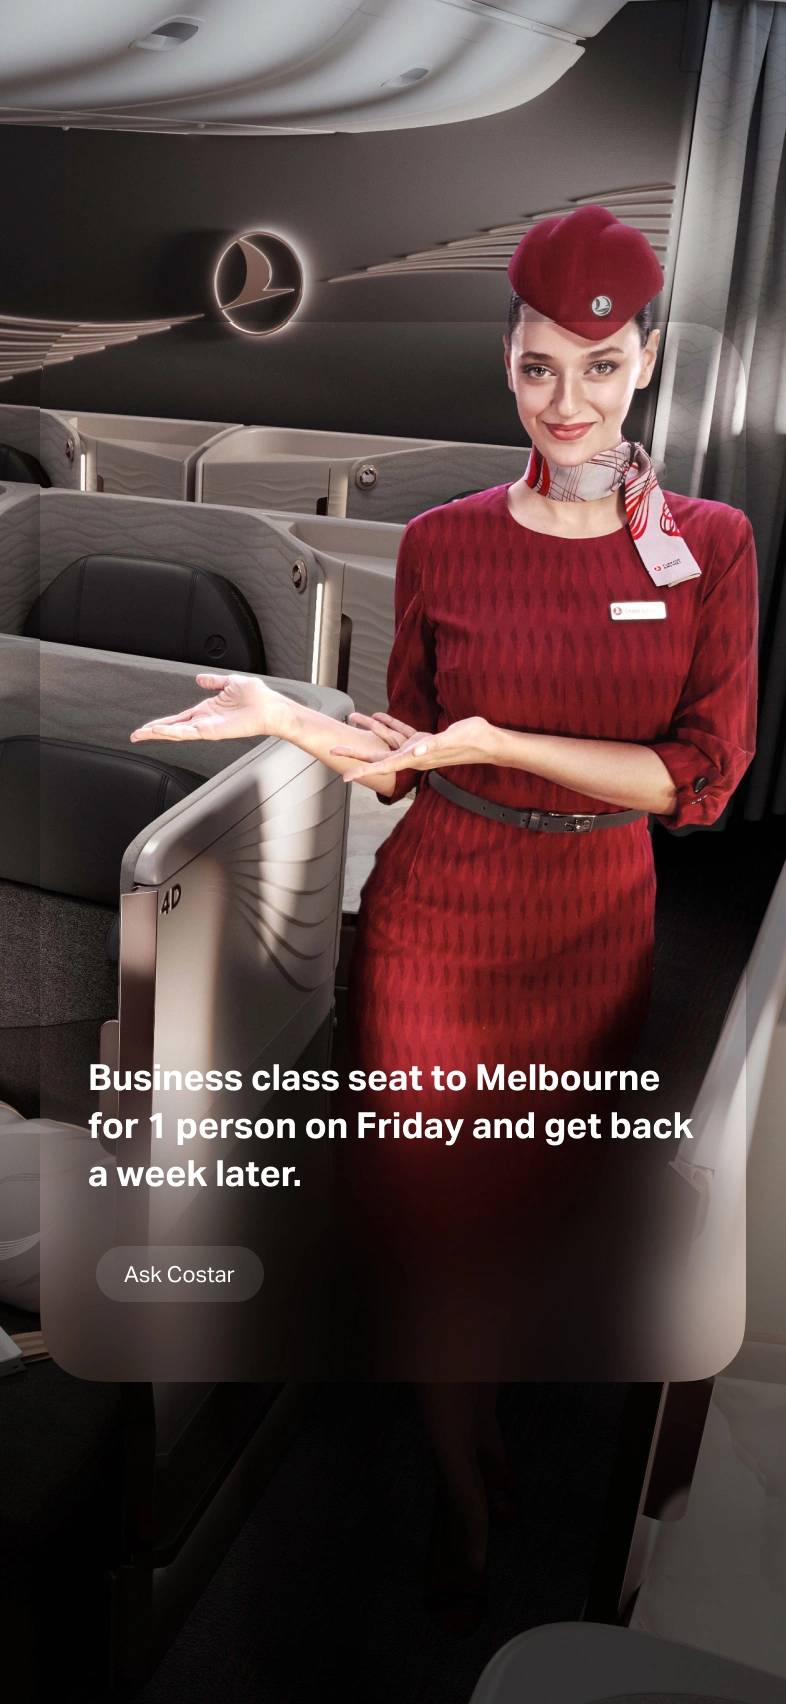 4D
Business class seat to Melbourne
for 1 person on Friday and get back
a week later.
Ask Costar